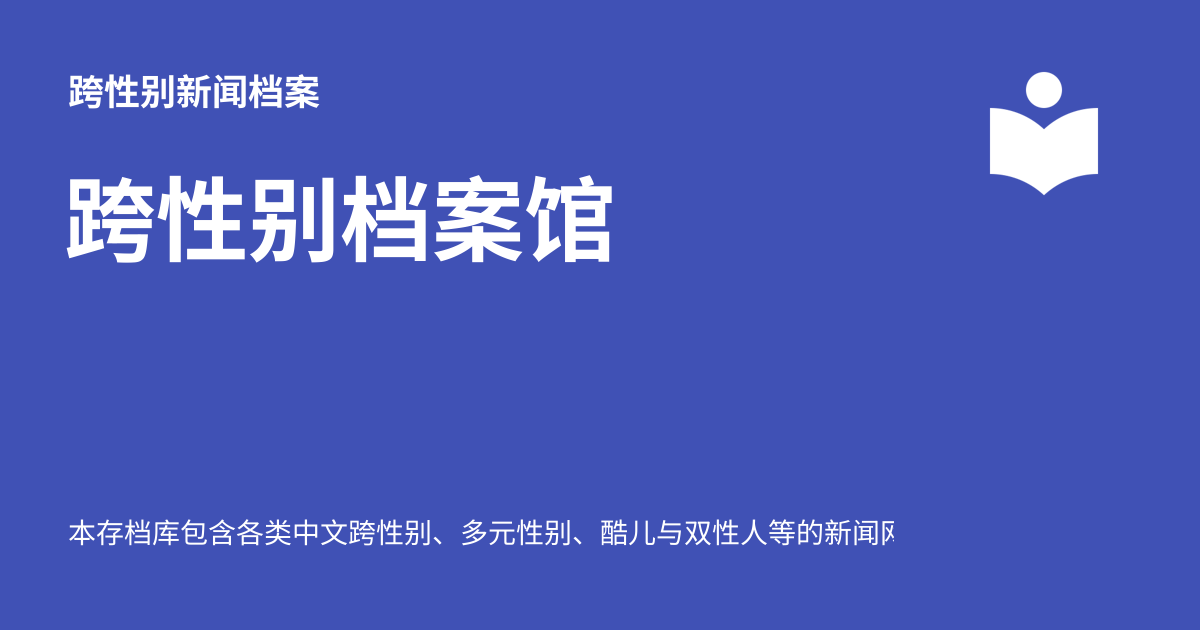 跨性别新闻档案
跨性别档案馆
本存档库包含各类中文跨性别、多元性别、酷儿与双性人等的新闻